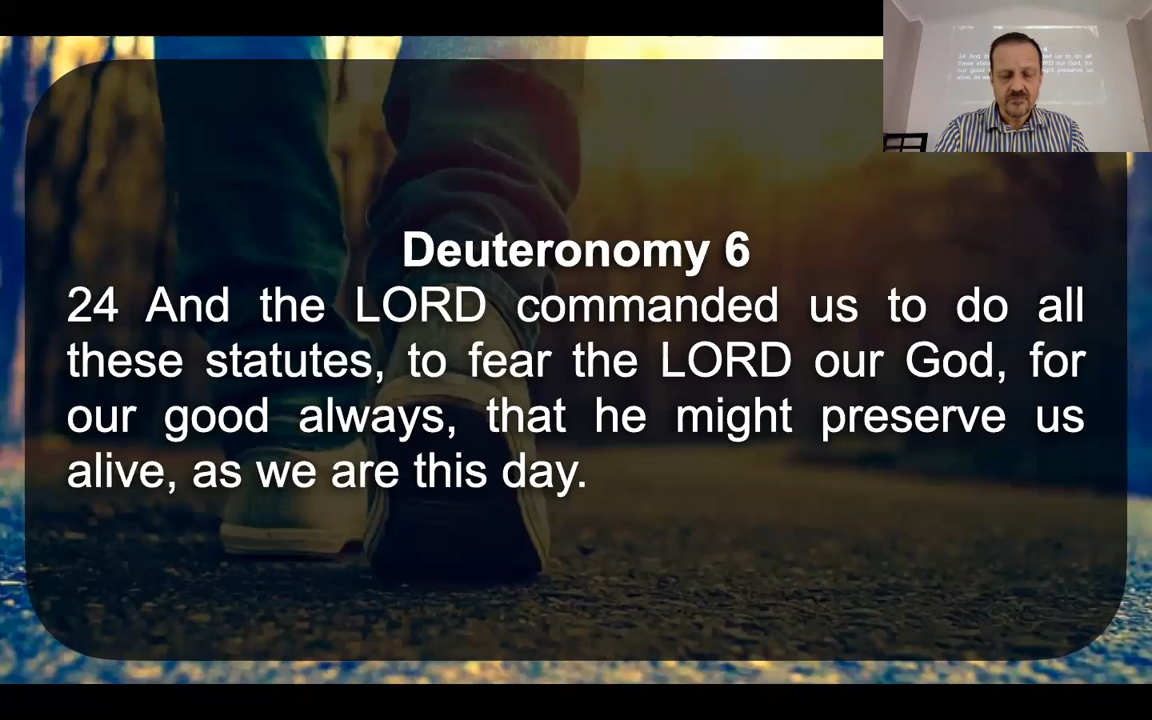 Deuteronomy 6
24 And the LORD commanded us to do all
these statutes, to fear the LORD our God, for
our good always, that he might preserve us
alive, as we are this day.